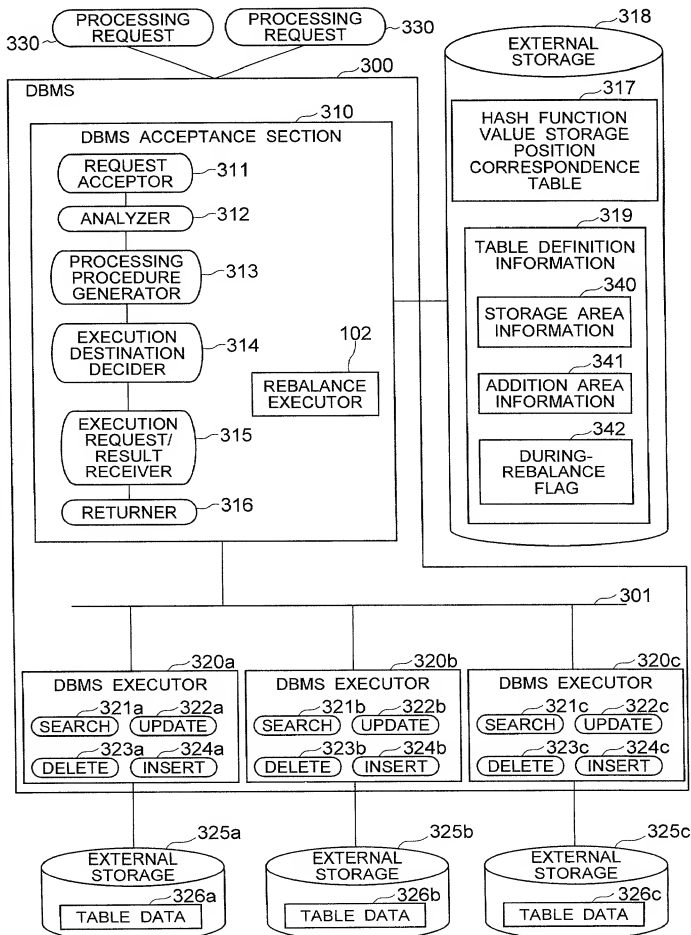 PROCESSING
REQUEST
330
PROCESSING
REQUEST
330
300
DBMS
310
DBMS ACCEPTANCE SECTION
REQUEST
ACCEPTOR
311
ANALYZER
312
PROCESSING
PROCEDURE
GENERATOR
313
EXECUTION
DESTINATION
DECIDER
314
102
REBALANCE
EXECUTOR
EXECUTION
REQUEST/
RESULT
RECEIVER
315
RETURNER
316
318
EXTERNAL
STORAGE
317
HASH FUNCTION
VALUE STORAGE
POSITION
CORRESPONDENCE
TABLE
319
TABLE DEFINITION
INFORMATION
340
STORAGE AREA
INFORMATION
341
ADDITION AREA
INFORMATION
342
DURING-
REBALANCE
FLAG
301
320a
DBMS EXECUTOR
321a
322a
SEARCH
UPDATE
323a
324a
DELETE
INSERT
320b
DBMS EXECUTOR
321b
322b
SEARCH
UPDATE
323b
324b
DELETE
INSERT
320c
DBMS EXECUTOR
321c
322c
SEARCH
UPDATE
323c
324c
DELETE
INSERT
325a
EXTERNAL
STORAGE
326a
TABLE DATA
325b
EXTERNAL
STORAGE
326b
TABLE DATA
325c
EXTERNAL
STORAGE
326c
TABLE DATA